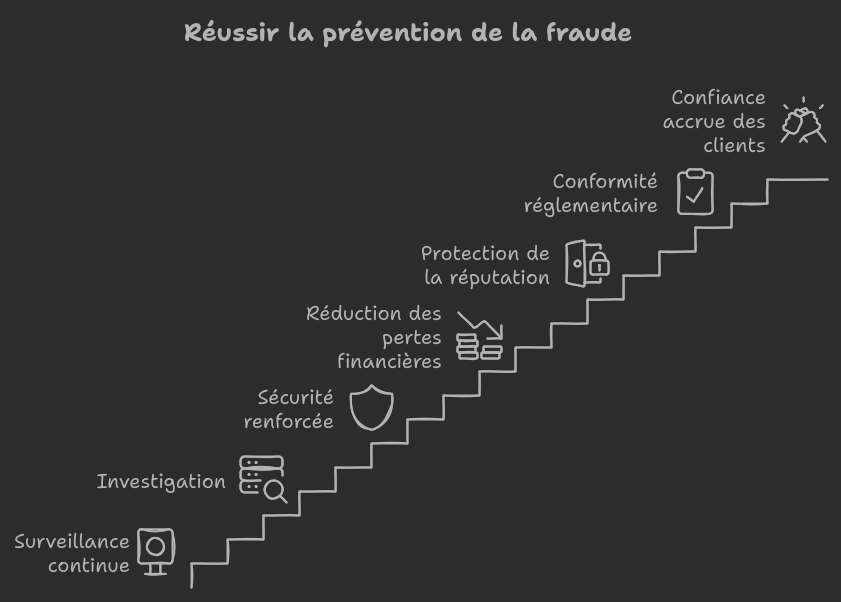 Réussir la prévention de la fraude
Confiance
accrue des
clients
Conformité
réglementaire
Protection de
la réputation
Réduction des
pertes
financières
Sécurité
renforcée
Investigation
Surveillance
continue